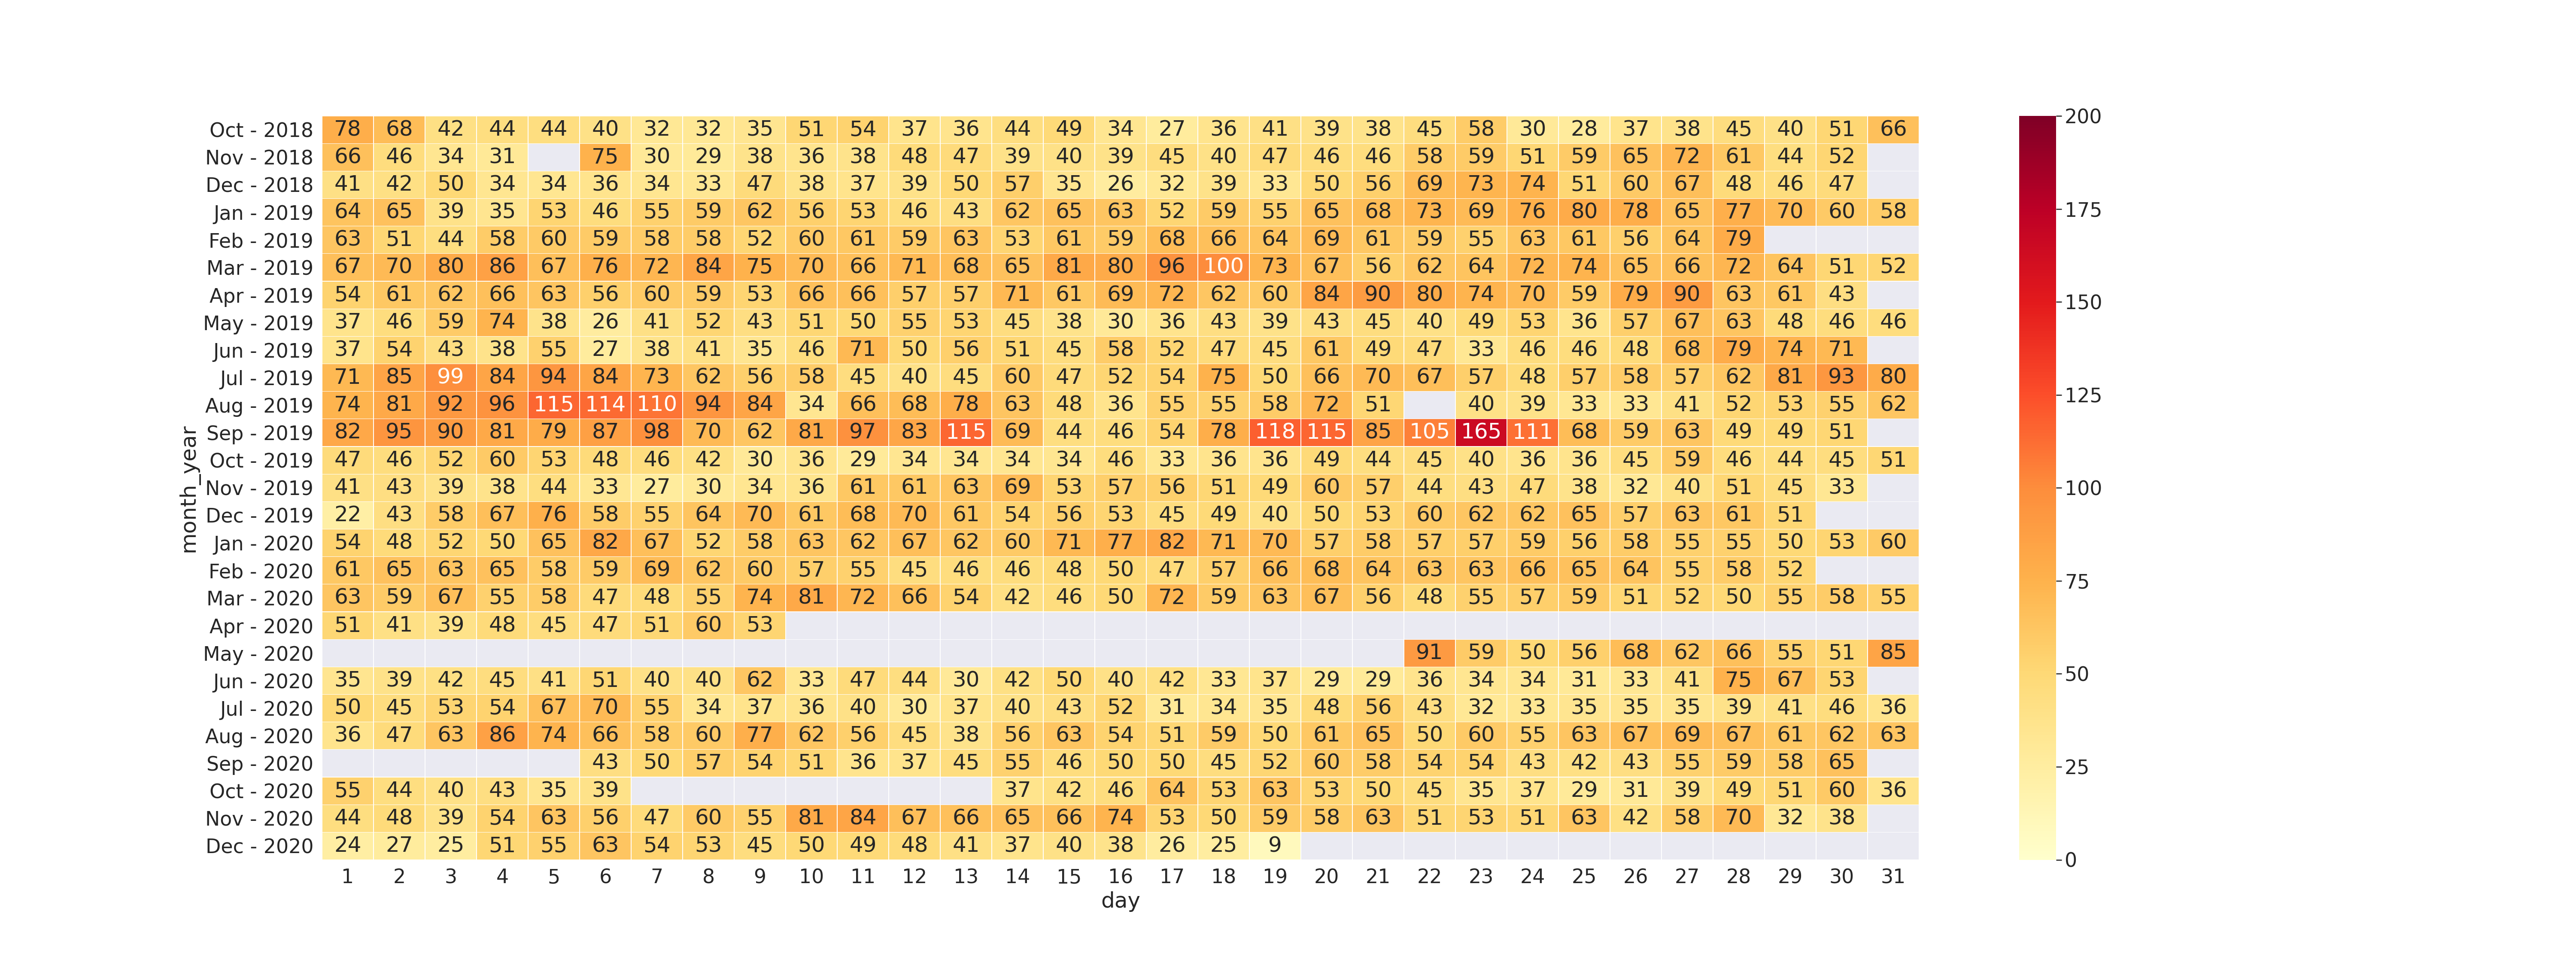 Oct - 2018 78 68 42 44 44 40 32 32 35 51 54 37 36 44 49 34 27 36 41 39 38 45 58 30 28 37 38 45 40 51 66
Nov - 2018 66 46 34 31 75 30 29 38 36 38 48 47 39 40 39 45 40 47 46 46 58 59 51 59 65 72 61 44 52
Dec - 2018 41 42 50 34 34 36 34 33 47 38 37 39 50 57 35 26 32 39 33 50 56 69 73 74 51 60 67 48 46 47
Jan - 2019 64 65 39 35 53 46 55 59 62 56 53 46 43 62 65 63 52 59 55 65 68 73 69 76 80 78 65 77 70 60 58
Feb - 2019 63 51 44 58 60 59 58 58 52 60 61 59 63 53 61 59 68 66 64 69 61 59 55 63 61 56 64 79
Mar - 2019 67 70 80 86 67 76 72 84 75 70 66 71 68 65 81 80 96 100 73 67 56 62 64 72 74 65 66 72 64 51 52
Apr - 2019 54 61 62 66 63 56 60 59 53 66 66 57 57 71 61 69 72 62 60 84 90 80 74 70 59 79 90 63 61 43
May - 2019 37 46 59 74 38 26 41 52 43 51 50 55 53 45 38 30 36 43 39 43 45 40 49 53 36 57 67 63 48 46 46
Jun - 2019 37 54 43 38 55 27 38 41 35 46 71 50 56 51 45 58 52 47 45 61 49 47 33 46 46 48 68 79 74 71
Jul - 2019 71 85 99 84 94 84 73 62 56 58 45 40 45 60 47 52 54 75 50 66 70 67 57 48 57 58 57 62 81 93 80
Aug - 2019 74 81 92 96 115 114 110 94 84 34 66 68 78 63 48 36 55 55 58 72 51 40 39 33 33 41 52 53 55 62
Sep - 2019 82 95 90 81 79 87 98 70 62 81 97 83 115 69 44 46 54 78 118 115 85 105 165 111 68 59 63 49 49 51
Oct - 2019 47 46 52 60 53 48 46 42 30 36 29 34 34 34 34 46 33 36 36 49 44 45 40 36 36 45 59 46 44 45 51
Nov - 2019 41 43 39 38 44 33 27 30 34 36 61 61 63 69 53 57 56 51 49 60 57 44 43 47 38 32 40 51 45 33
Dec - 2019 22 43 58 67 76 58 55 64 70 61 68 70 61 54 56 53 45 49 40 50 53 60 62 62 65 57 63 61 51
Jan - 2020 54 48 52 50 65 82 67 52 58 63 62 67 62 60 71 77 82 71 70 57 58 57 57 59 56 58 55 55 50 53 60
Feb - 2020 61 65 63 65 58 59 69 62 60 57 55 45 46 46 48 50 47 57 66 68 64 63 63 66 65 64 55 58 52
Mar - 2020 63 59 67 55 58 47 48 55 74 81 72 66 54 42 46 50 72 59 63 67 56 48 55 57 59 51 52 50 55 58 55
Apr - 2020 51 41 39 48 45 47 51 60 53
May - 2020 91 59 50 56 68 62 66 55 51 85
Jun - 2020 35 39 42 45 41 51 40 40 62 33 47 44 30 42 50 40 42 33 37 29 29 36 34 34 31 33 41 75 67 53
Jul - 2020 50 45 53 54 67 70 55 34 37 36 40 30 37 40 43 52 31 34 35 48 56 43 32 33 35 35 35 39 41 46 36
Aug - 2020 36 47 63 86 74 66 58 60 77 62 56 45 38 56 63 54 51 59 50 61 65 50 60 55 63 67 69 67 61 62 63
Sep - 2020 43 50 57 54 51 36 37 45 55 46 50 50 45 52 60 58 54 54 43 42 43 55 59 58 65
Oct - 2020 55 44 40 43 35 39 37 42 46 64 53 63 53 50 45 35 37 29 31 39 49 51 60 36
Nov - 2020 44 48 39 54 63 56 47 60 55 81 84 67 66 65 66 74 53 50 59 58 63 51 53 51 63 42 58 70 32 38
Dec - 2020 24 27 25 51 55 63 54 53 45 50 49 48 41 37 40 38 26 25 9
1 2 3 4 5 6 7 8 9 10 11 12 13 14 15 16 17 18 19 20 21 22 23 24 25 26 27 28 29 30 31
day
month_year
200
175
150
125
100
75
50
25
0